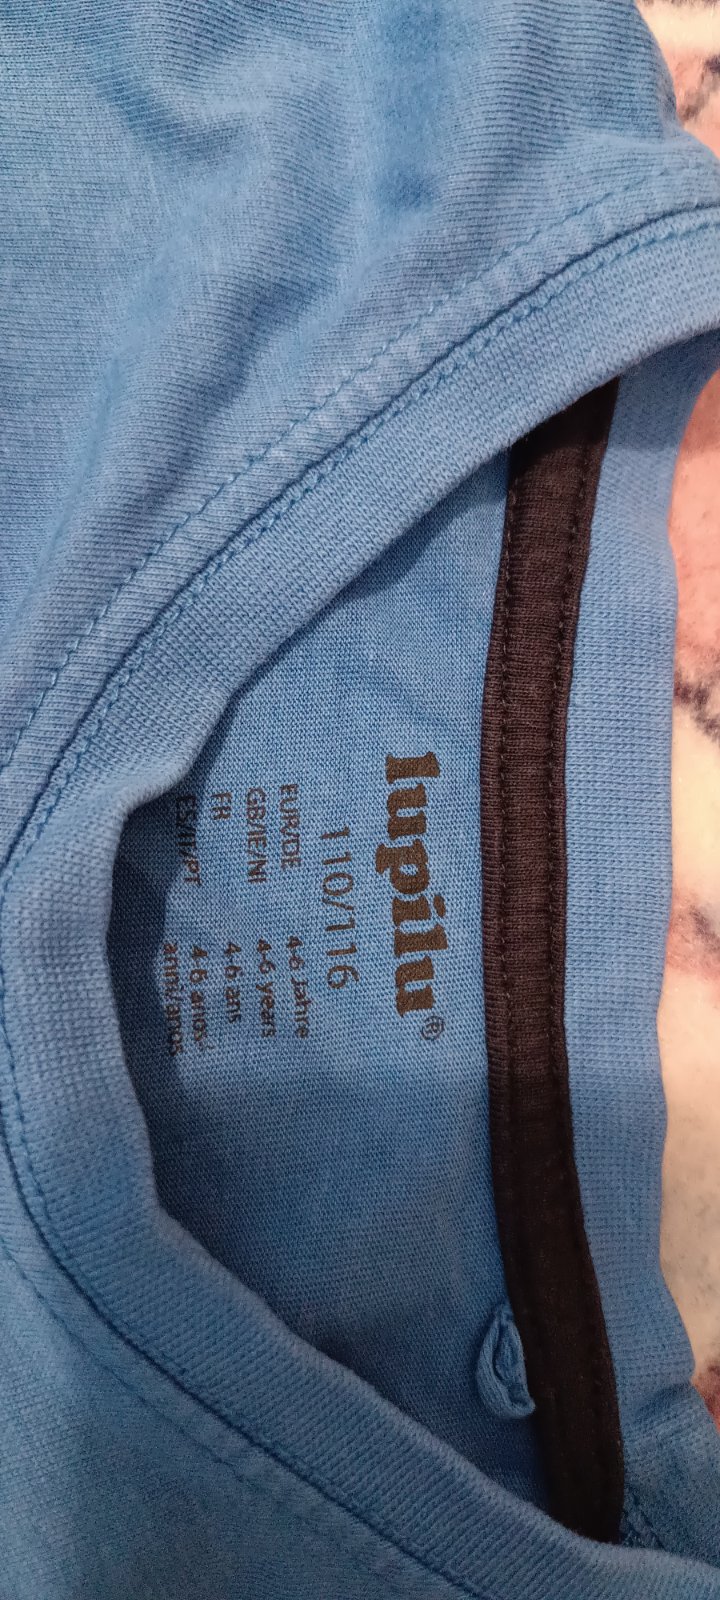 lupilu®
110/116
EUR/DE 4-6 Jahre
GB/IE/NI 4-6 years
FR 4-6 ans
ES/IT/PT 4-6 años/
anni/anos